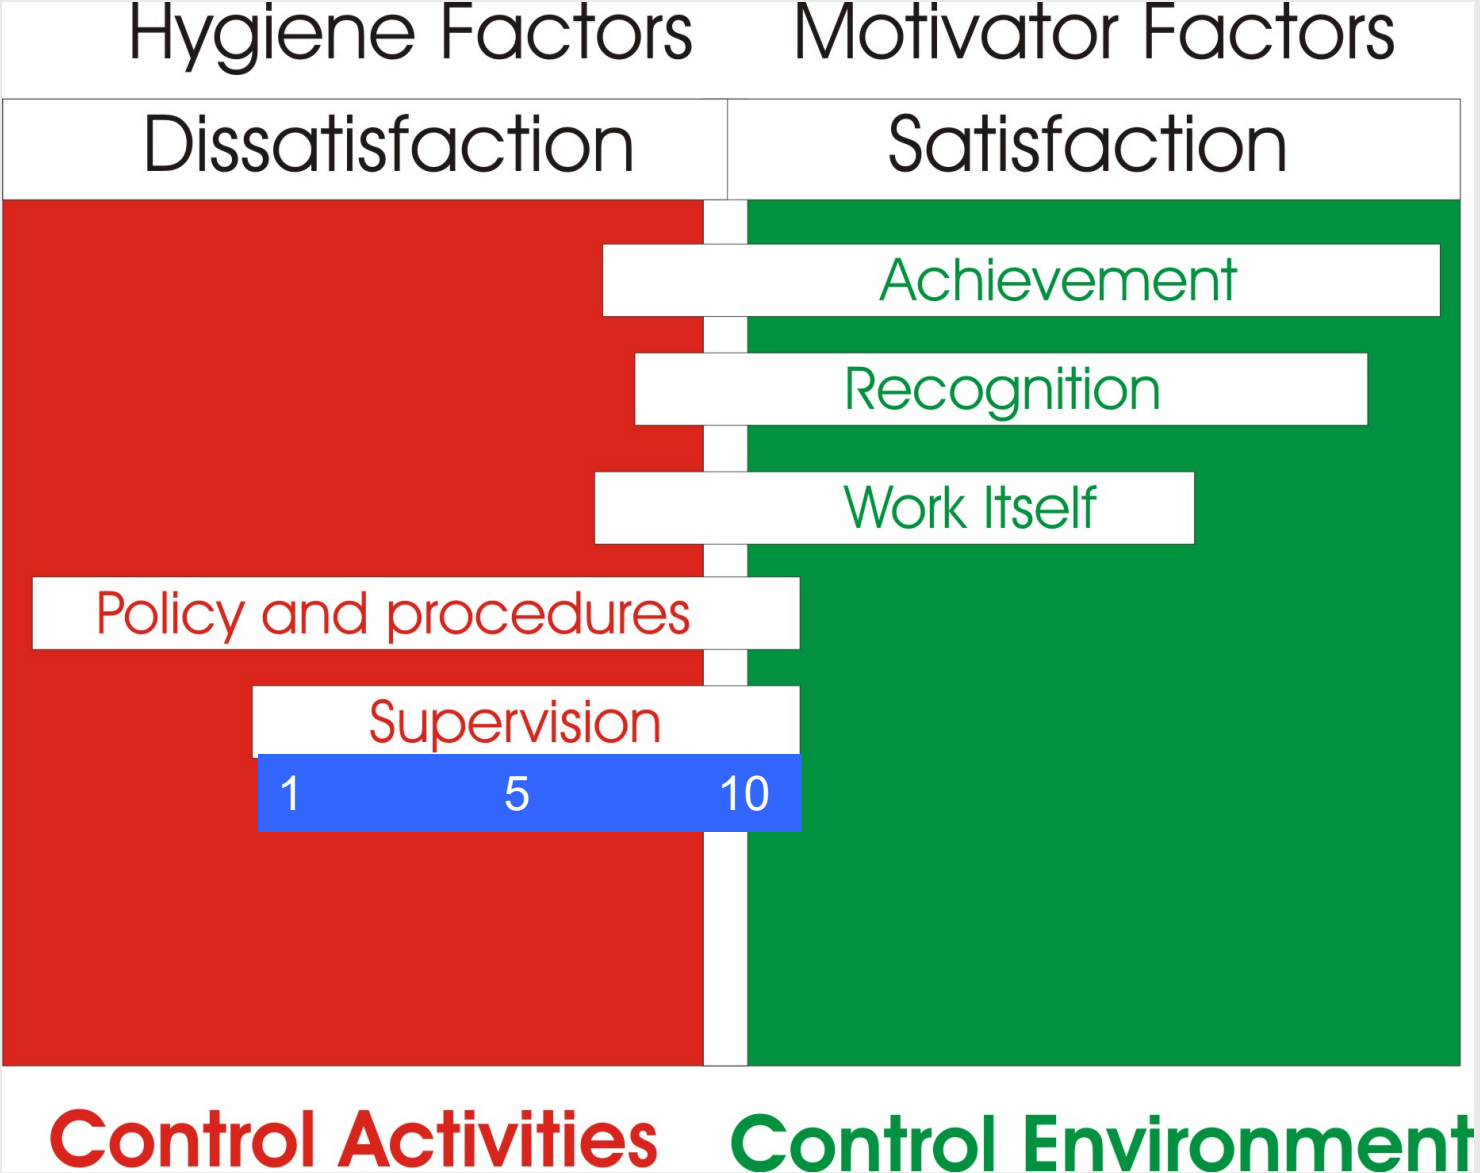 Hygiene Factors Motivator Factors
Dissatisfaction Satisfaction
Achievement
Recognition
Work Itself
Policy and procedures
Supervision
1 5 10
Control Activities Control Environment